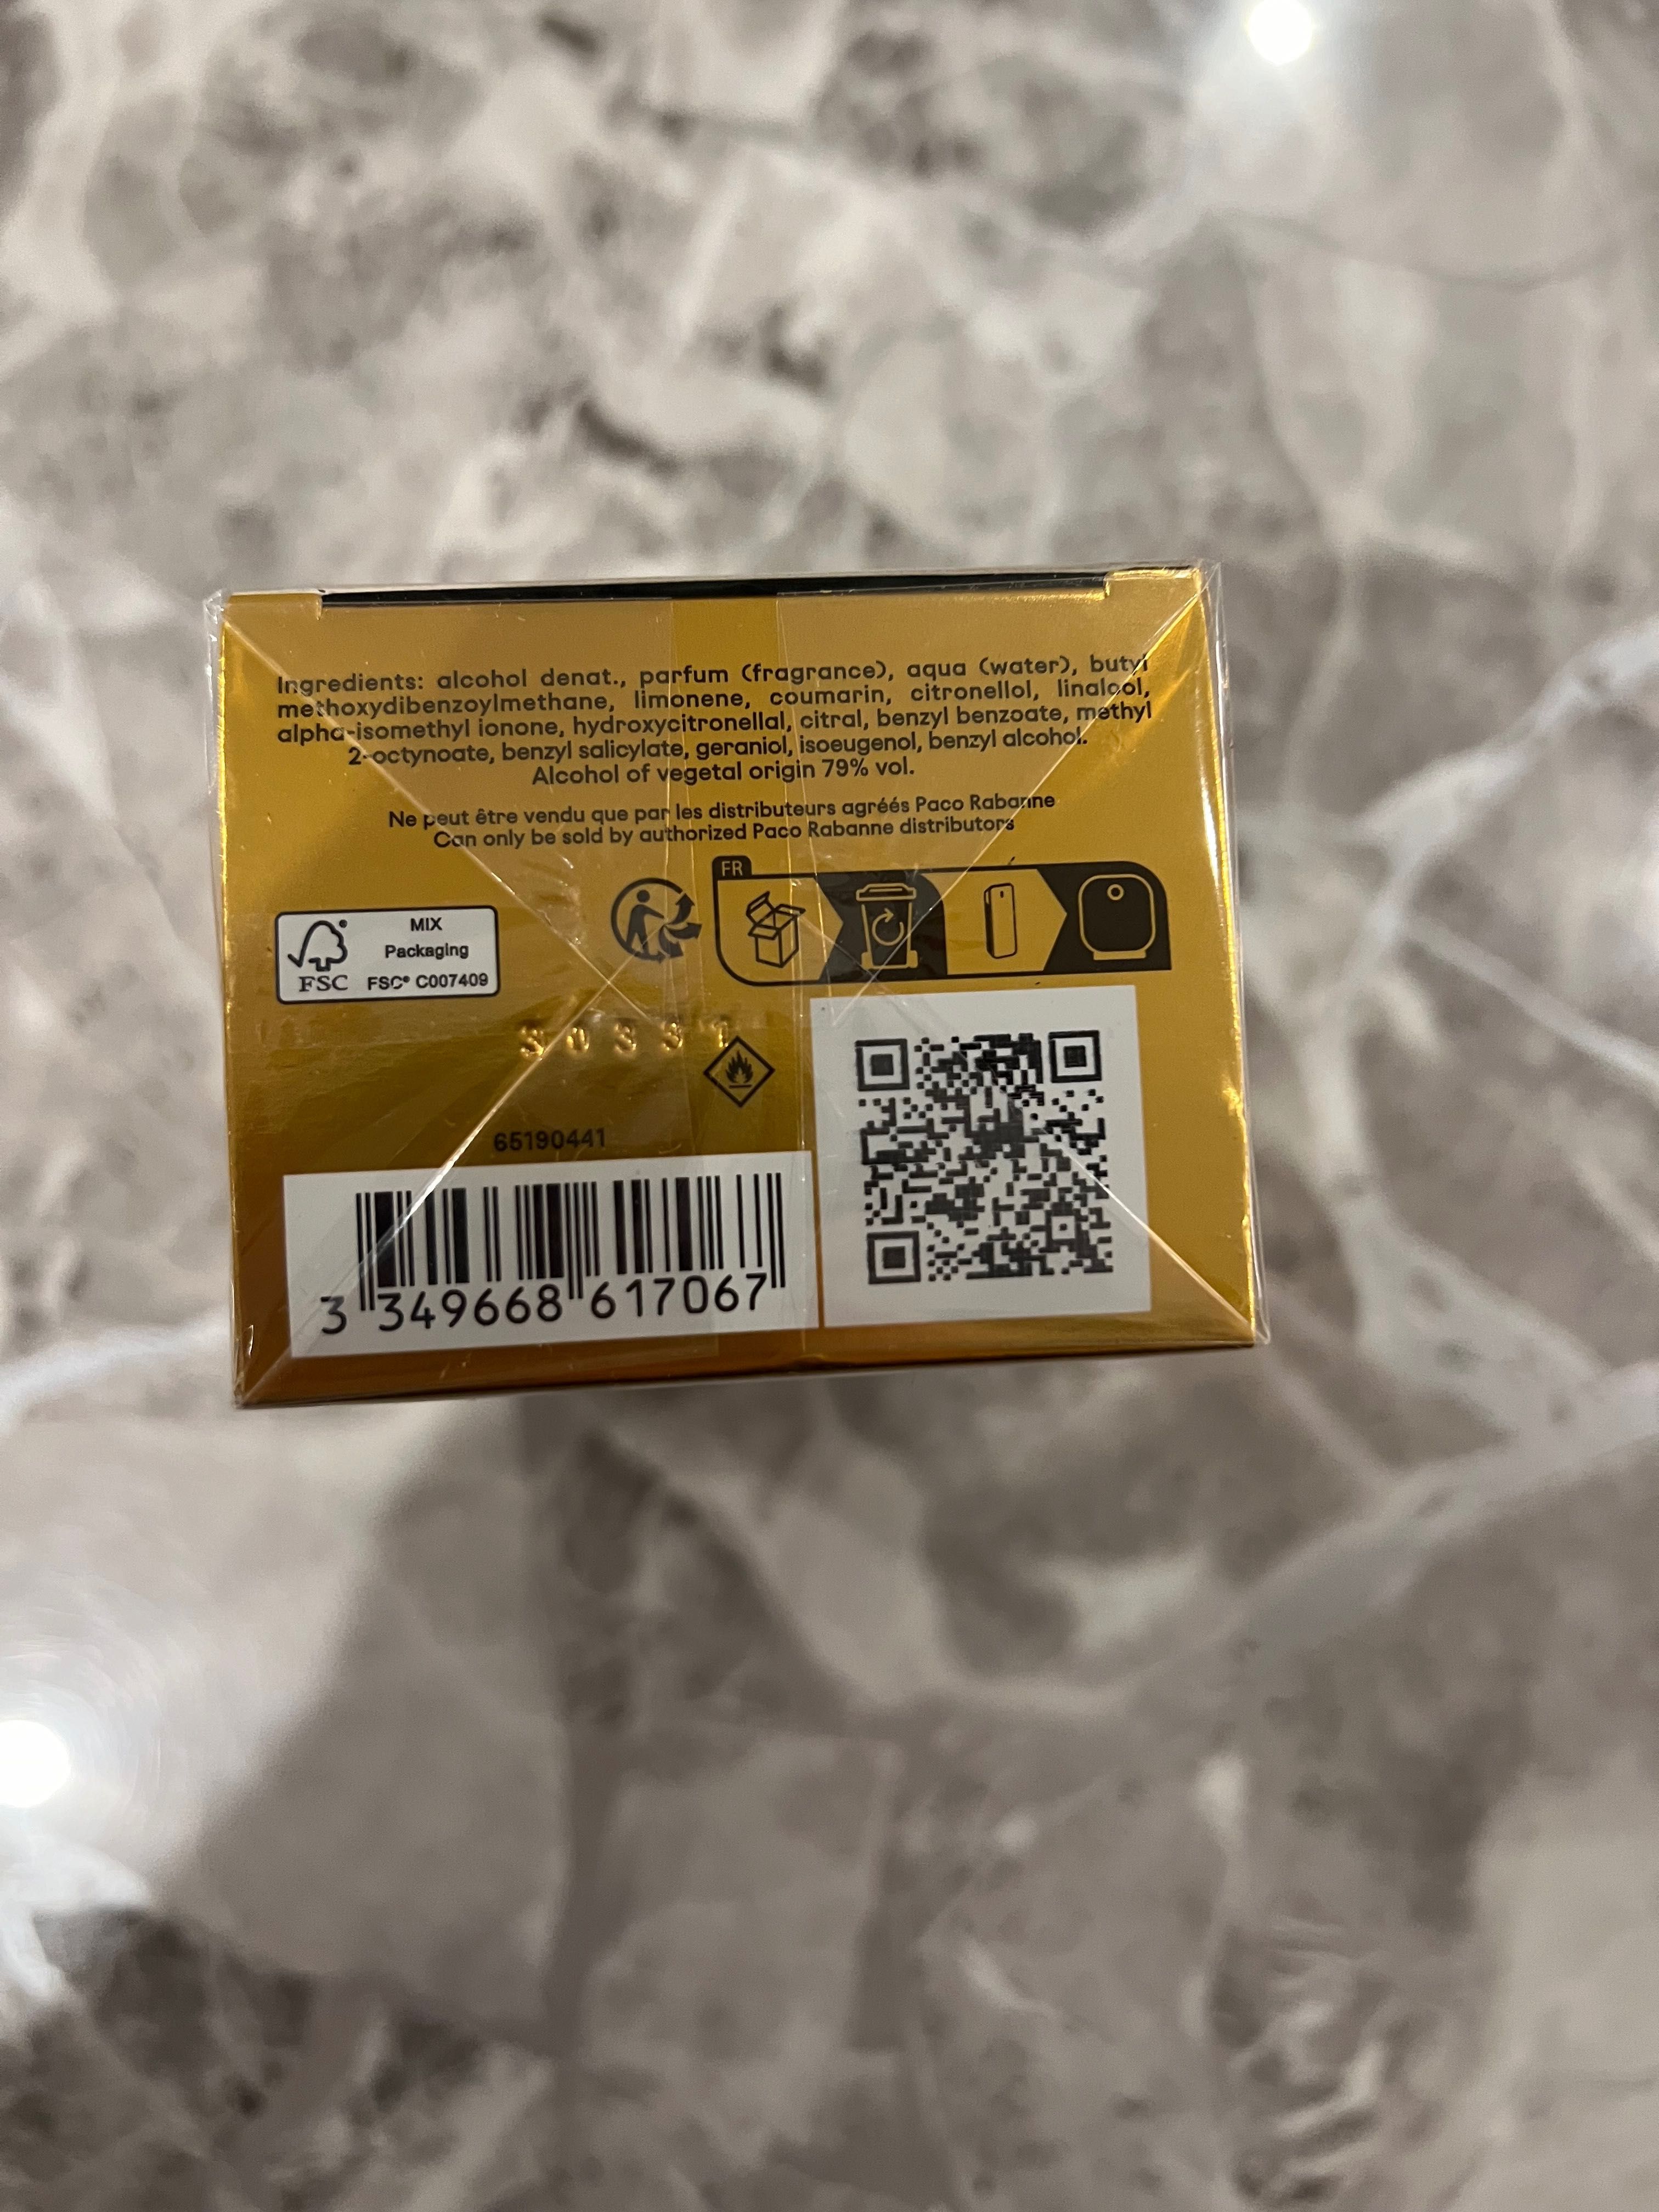 Ingredients: alcohol denat., parfum (fragrance), aqua (water), butyl
methoxydibenzoylmethane, limonene, coumarin, citronellol, linalool,
alpha-isomethyl ionone, hydroxycitronellal, citral, benzyl benzoate, methyl
2-octynoate, benzyl salicylate, geraniol, isoeugenol, benzyl alcohol.
Alcohol of vegetal origin 79% vol.
Ne peut être vendu que par les distributeurs agréés Paco Rabanne
Can only be sold by authorized Paco Rabanne distributors
FR
MIX
Packaging
FSC FSC® C007409
65190441
3 349668 617067